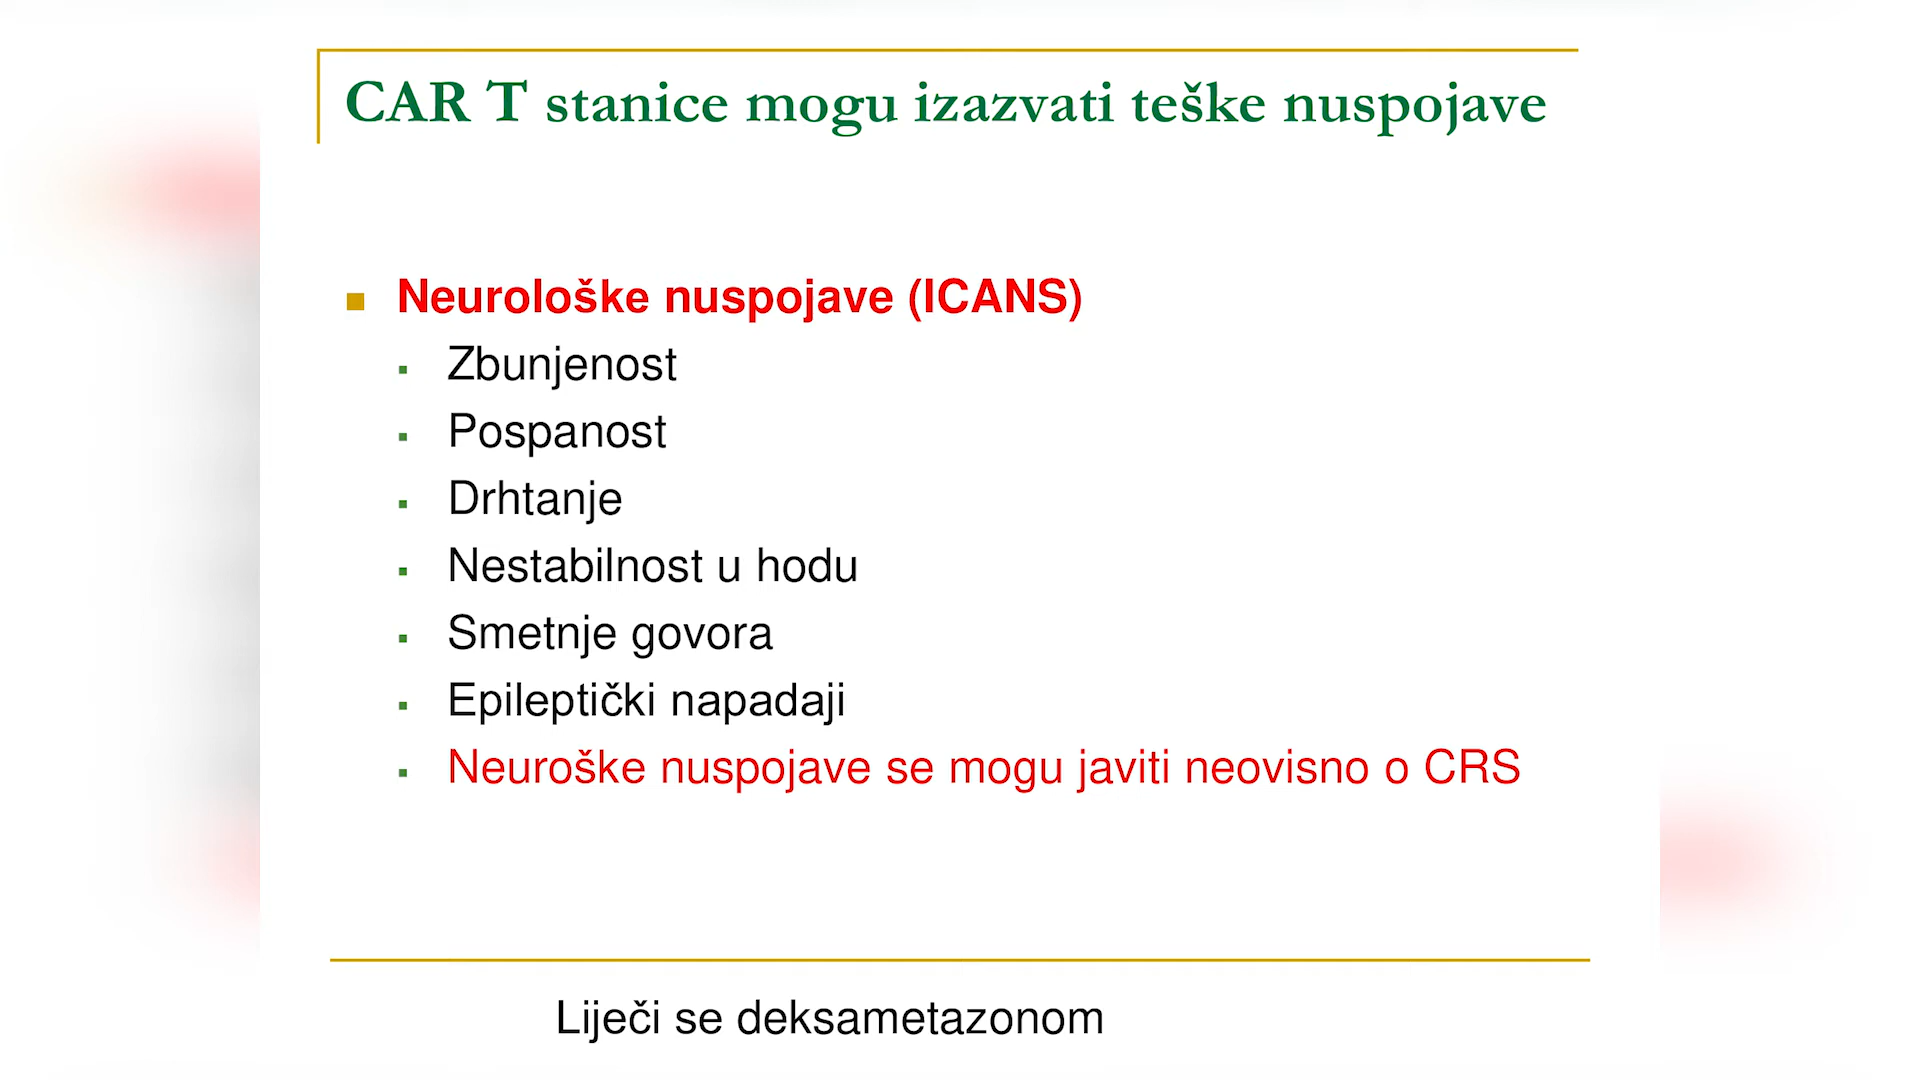 CAR T stanice mogu izazvati teške nuspojave
Neurološke nuspojave (ICANS)
Zbunjenost
Pospanost
Drhtanje
Nestabilnost u hodu
Smetnje govora
Epileptički napadaji
Neuroške nuspojave se mogu javiti neovisno o CRS
Liječi se deksametazonom